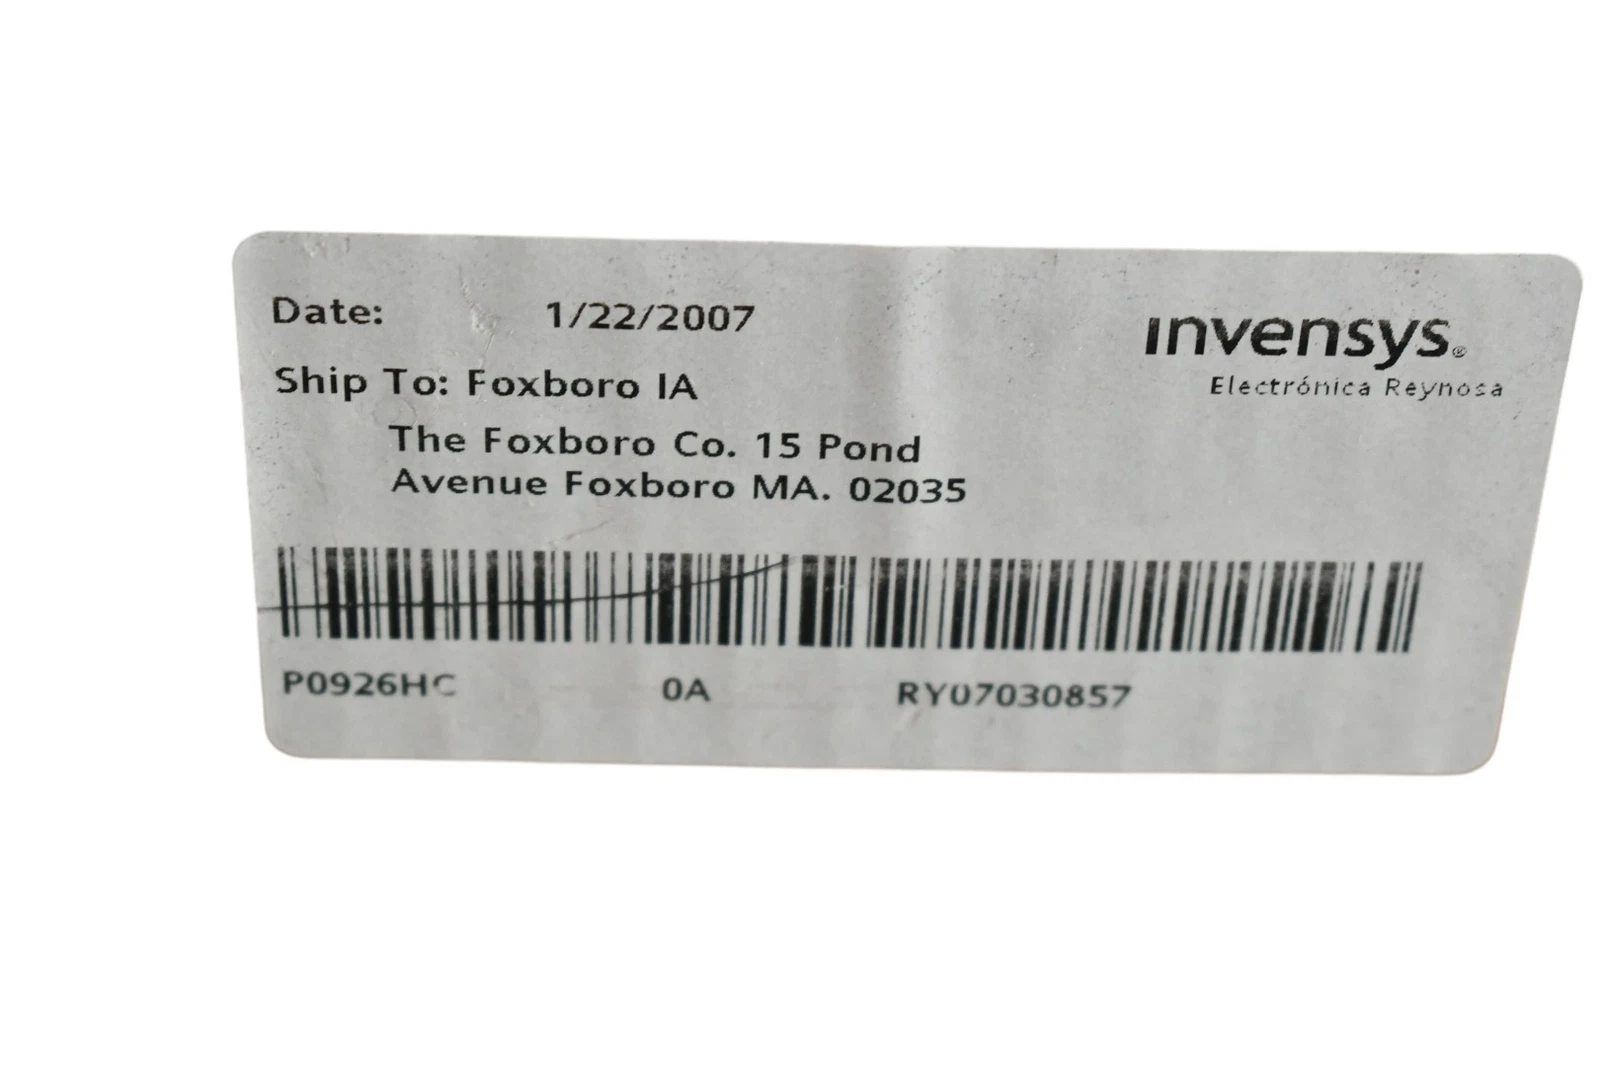 Date: 1/22/2007
invensys®
Electrónica Reynosa
Ship To: Foxboro IA
The Foxboro Co. 15 Pond
Avenue Foxboro MA. 02035
P0926HC 0A RY07030857